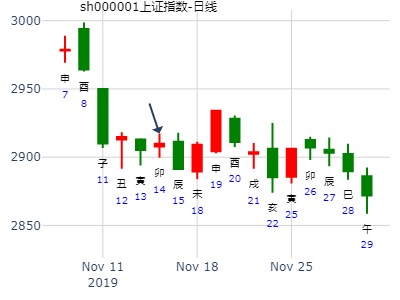 sh000001上证指数-日线
3000
2950
2900
2850
申
7
酉
8
子
11
丑
12
寅
13
卯
14
辰
15
未
18
申
19
酉
20
戌
21
亥
22
寅
25
卯
26
辰
27
巳
28
午
29
Nov 11
2019
Nov 18
Nov 25